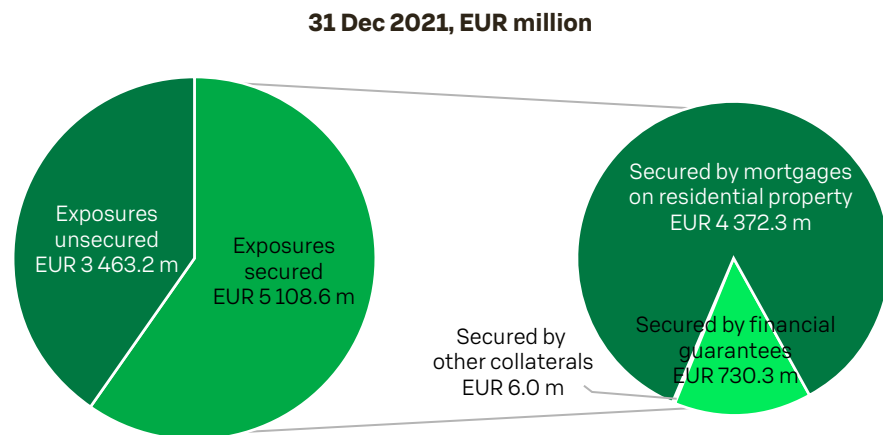 31 Dec 2021, EUR million
Exposures
unsecured
EUR 3 463.2 m
Exposures
secured
EUR 5 108.6 m
Secured by mortgages
on residential property
EUR 4 372.3 m
Secured by financial
guarantees
EUR 730.3 m
Secured by
other collaterals
EUR 6.0 m